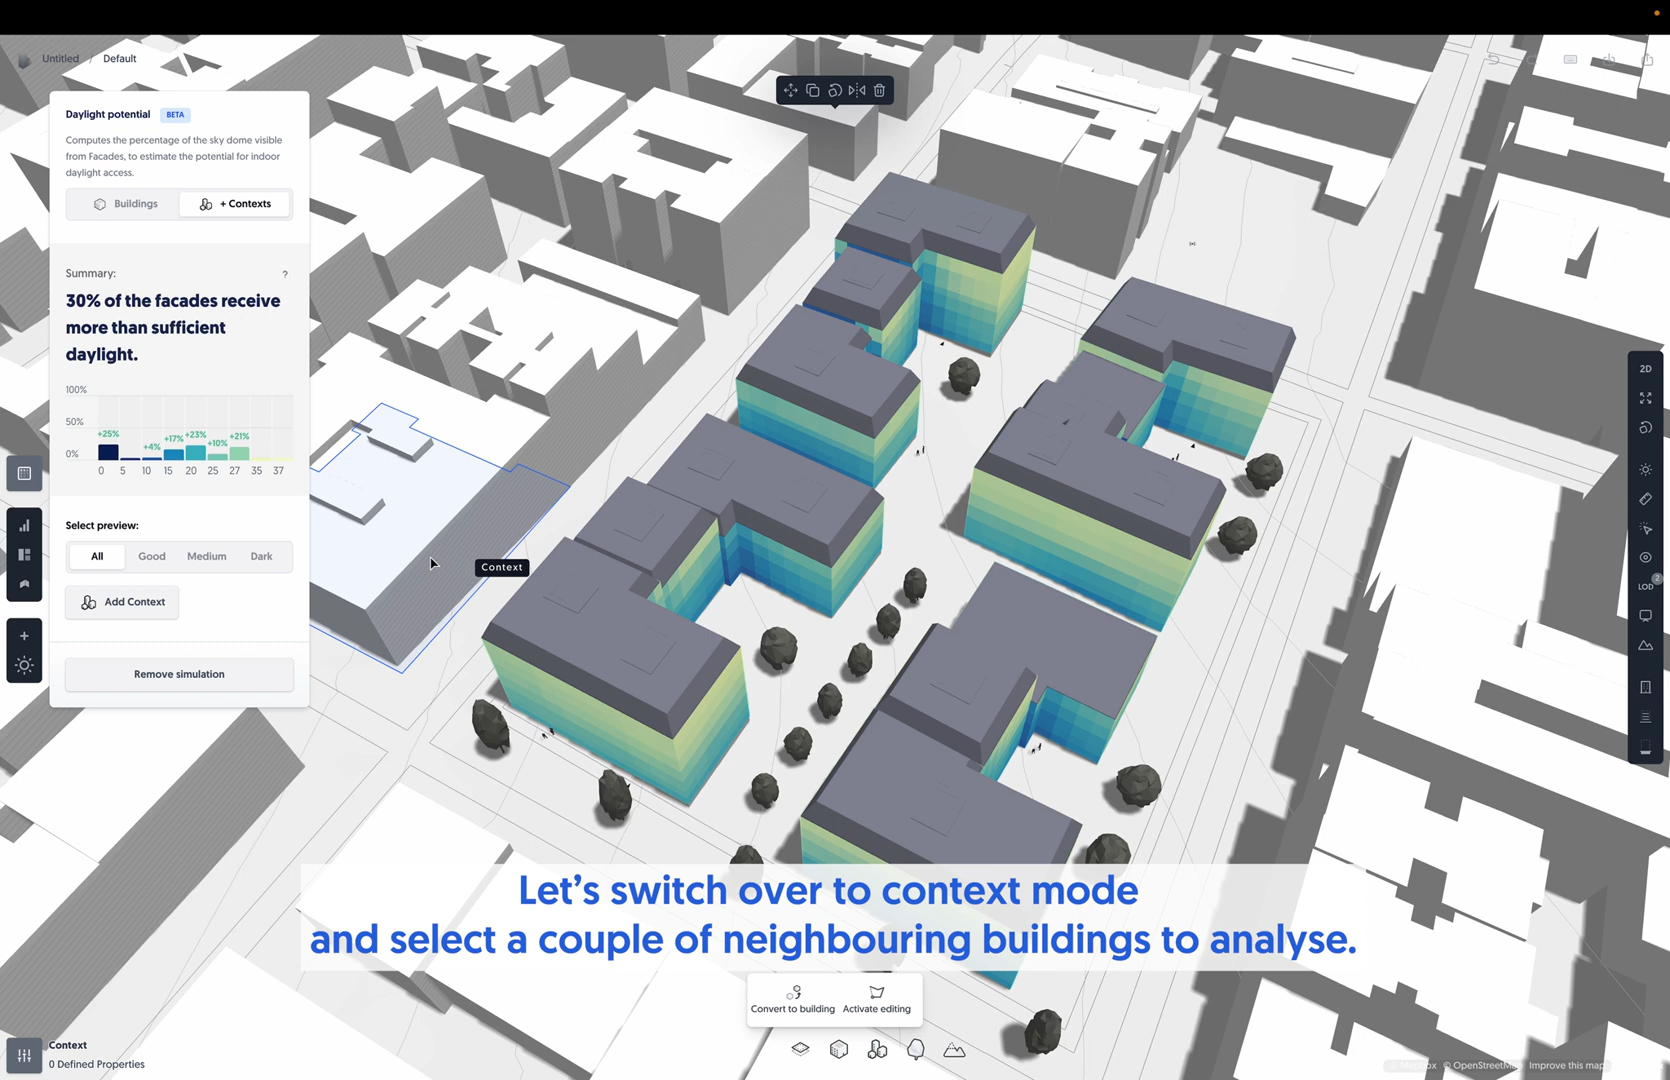 Untitled / Default
Daylight potential BETA
Computes the percentage of the sky dome visible
from Facades, to estimate the potential for indoor
daylight access.
Buildings
+ Contexts
Summary: ?
30% of the facades receive
more than sufficient
daylight.
100%
50%
0%
+25% +4% +17% +23% +10% +21%
0 5 10 15 20 25 27 35 37
Select preview:
All Good Medium Dark
Add Context
Remove simulation
Context
2D
LOD 2
Let’s switch over to context mode
and select a couple of neighbouring buildings to analyse.
Convert to building Activate editing
Context
0 Defined Properties
Improve this map